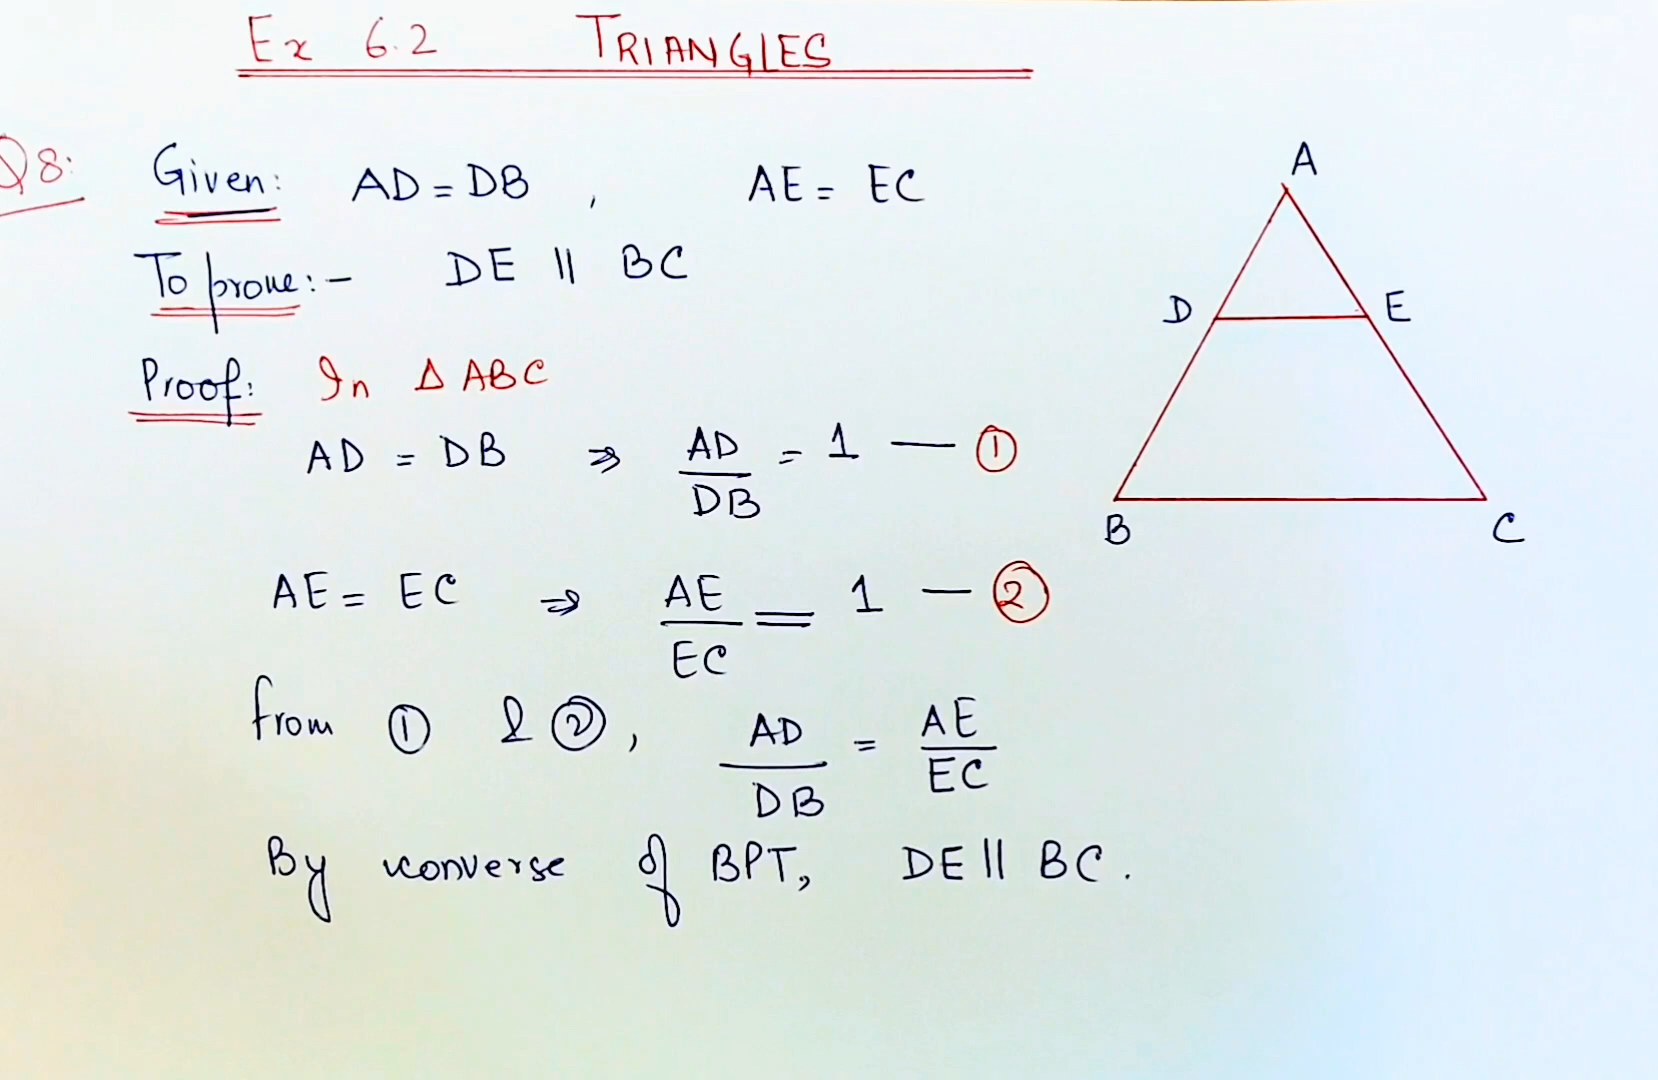 Ex 6.2 TRIANGLES
Q8: Given: AD = DB , AE = EC
To prove:- DE || BC
Proof: In Δ ABC
AD = DB ⇒ AD/DB = 1 — ①
AE = EC ⇒ AE/EC = 1 — ②
from ① & ②, AD/DB = AE/EC
By converse of BPT, DE || BC.
A
D E
B C